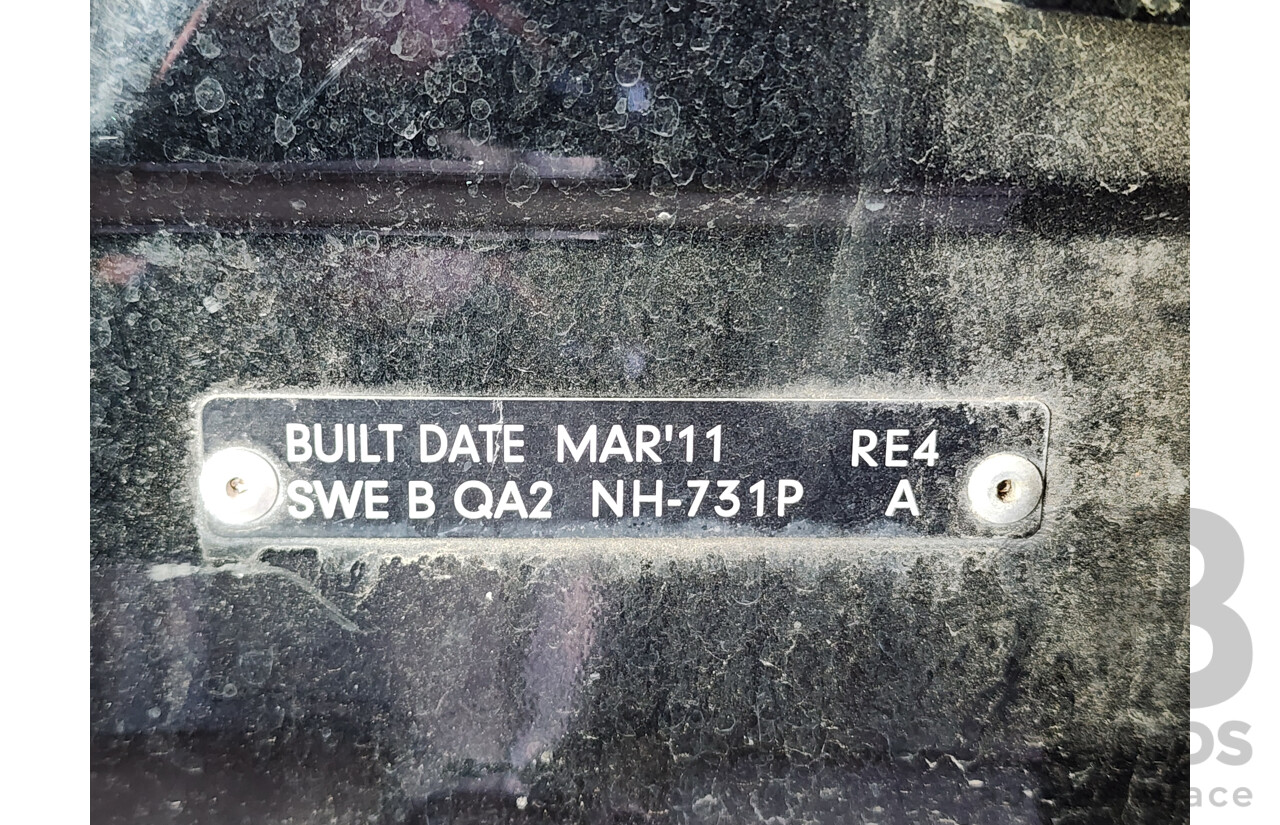 BUILT DATE MAR'11 RE4
SWE B QA2 NH-731P A